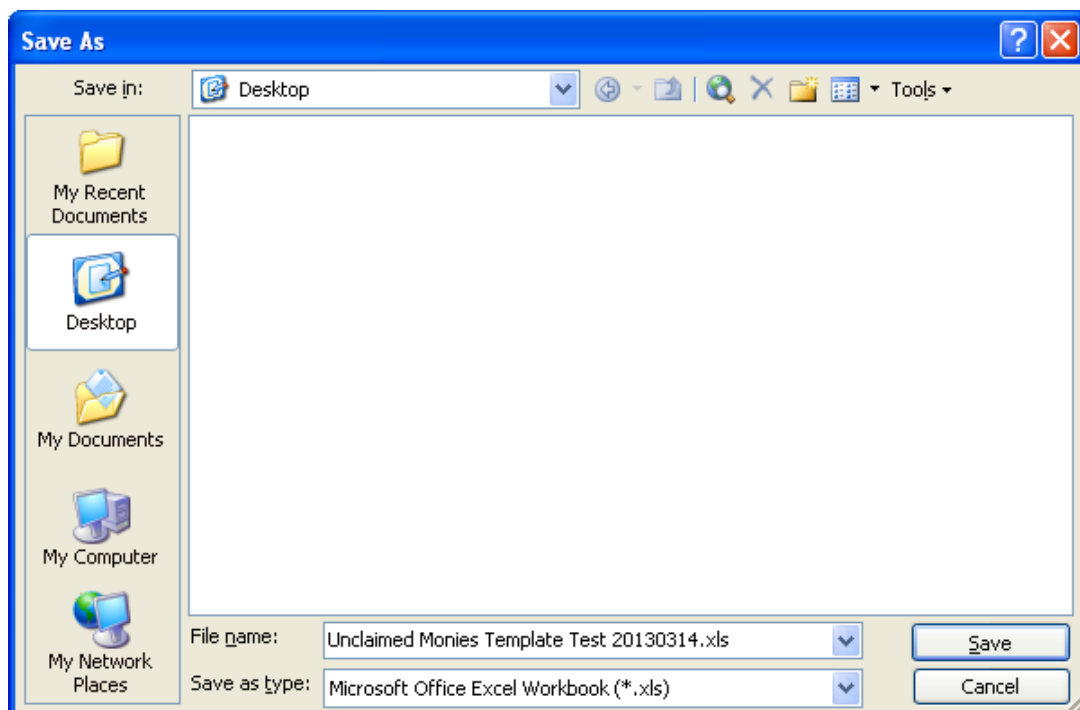 Save As
Save in:
Desktop
Tools
My Recent
Documents
Desktop
My Documents
My Computer
My Network
Places
File name:
Unclaimed Monies Template Test 20130314.xls
Save
Save as type:
Microsoft Office Excel Workbook (*.xls)
Cancel